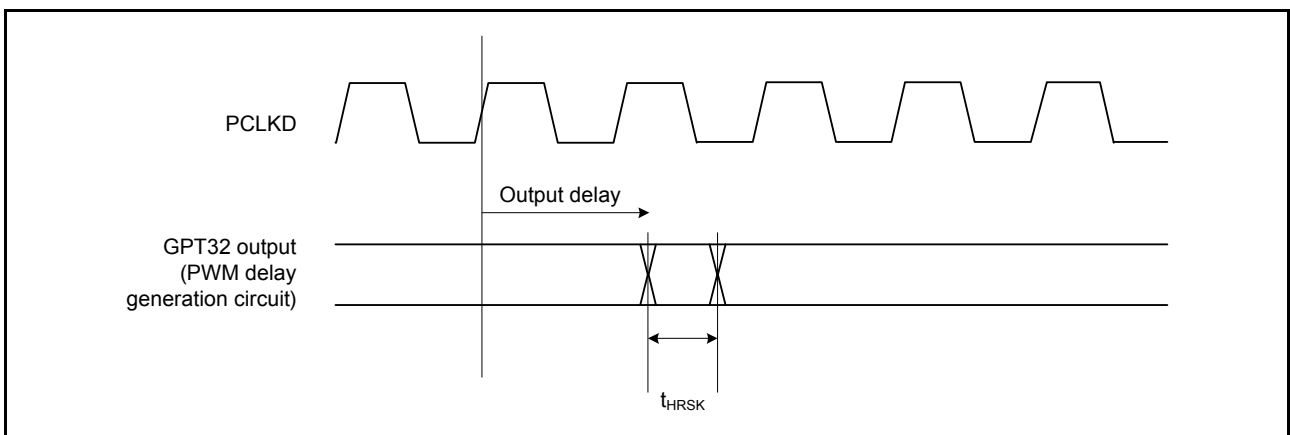 PCLKD
Output delay
GPT32 output
(PWM delay
generation circuit)
tHRSK